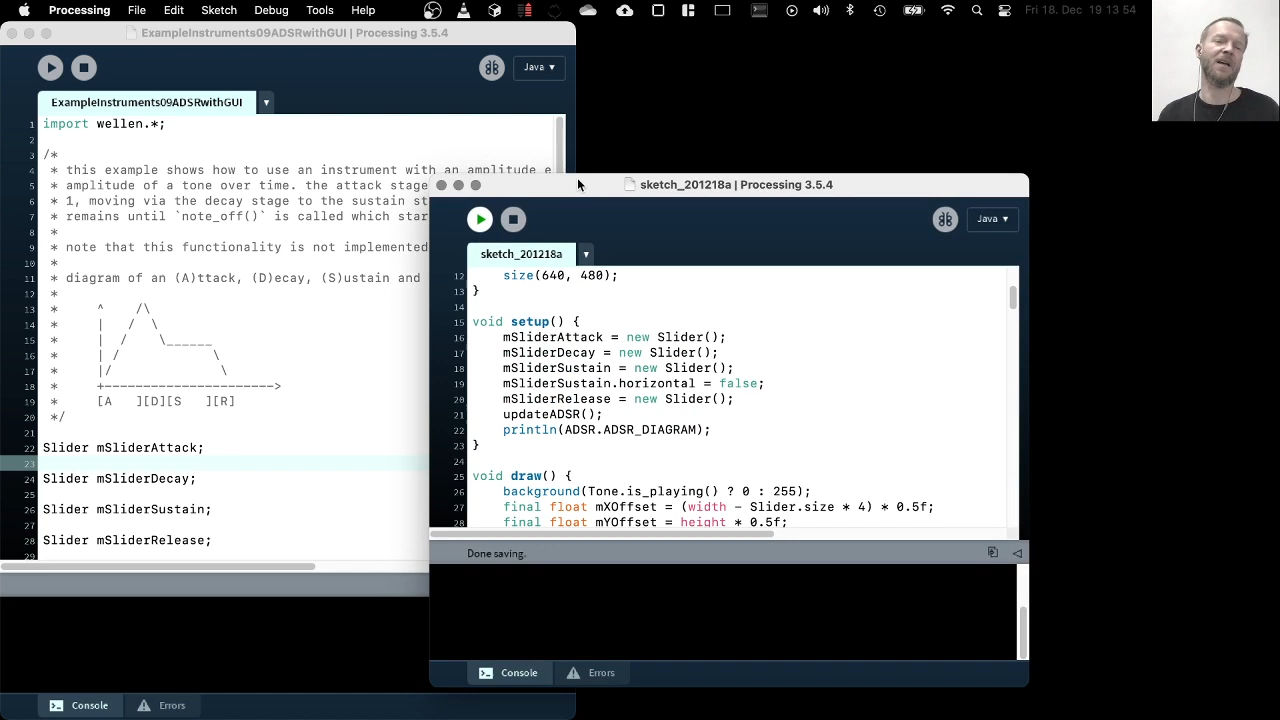 Processing File Edit Sketch Debug Tools Help Fri 18. Dec 19 13 54
ExampleInstruments09ADSRwithGUI | Processing 3.5.4
Java ▾
ExampleInstruments09ADSRwithGUI ▾
1 import wellen.*;
2
3 /*
4 * this example shows how to use an instrument with an amplitude e
5 * amplitude of a tone over time. the attack stage
6 * 1, moving via the decay stage to the sustain st
7 * remains until `note_off()` is called which star
8 *
9 * note that this functionality is not implemented
10 *
11 * diagram of an (A)ttack, (D)ecay, (S)ustain and
12 *
13 * ^ /\
14 * | / \
15 * | / \______
16 * | / \
17 * |/ \
18 * +---------------------->
19 * [A ][D][S ][R]
20 */
21
22 Slider mSliderAttack;
23
24 Slider mSliderDecay;
25
26 Slider mSliderSustain;
27
28 Slider mSliderRelease;
29
Console Errors
sketch_201218a | Processing 3.5.4
Java ▾
sketch_201218a ▾
12 size(640, 480);
13 }
14
15 void setup() {
16 mSliderAttack = new Slider();
17 mSliderDecay = new Slider();
18 mSliderSustain = new Slider();
19 mSliderSustain.horizontal = false;
20 mSliderRelease = new Slider();
21 updateADSR();
22 println(ADSR.ADSR_DIAGRAM);
23 }
24
25 void draw() {
26 background(Tone.is_playing() ? 0 : 255);
27 final float mXOffset = (width - Slider.size * 4) * 0.5f;
28 final float mYOffset = height * 0.5f;
Done saving.
Console Errors